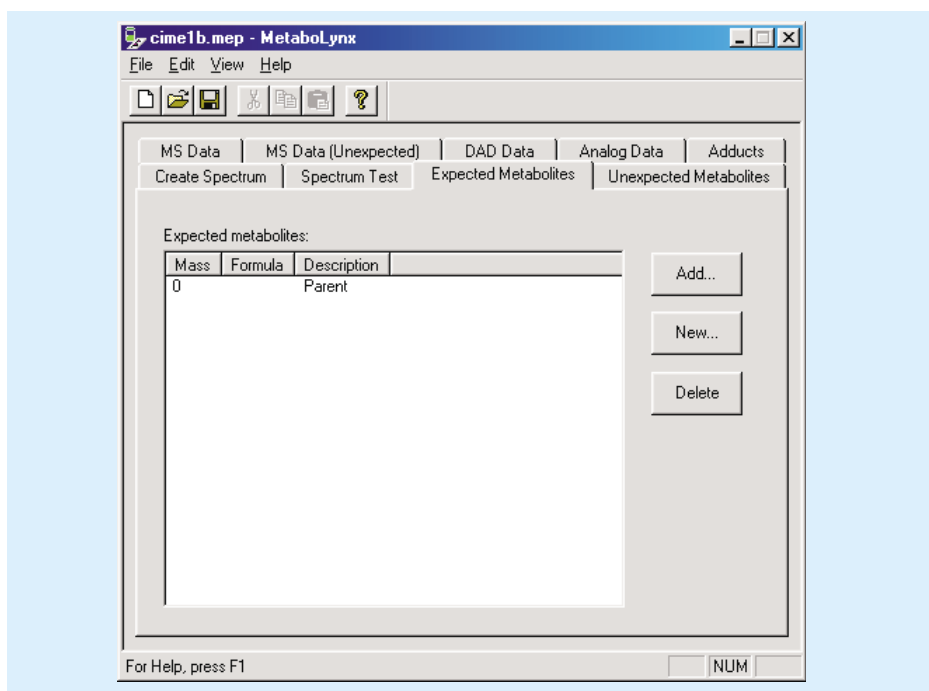 cime1b.mep - MetaboLynx
File Edit View Help
MS Data MS Data (Unexpected) DAD Data Analog Data Adducts
Create Spectrum Spectrum Test Expected Metabolites Unexpected Metabolites
Expected metabolites:
Mass Formula Description
0 Parent
Add...
New...
Delete
For Help, press F1 NUM